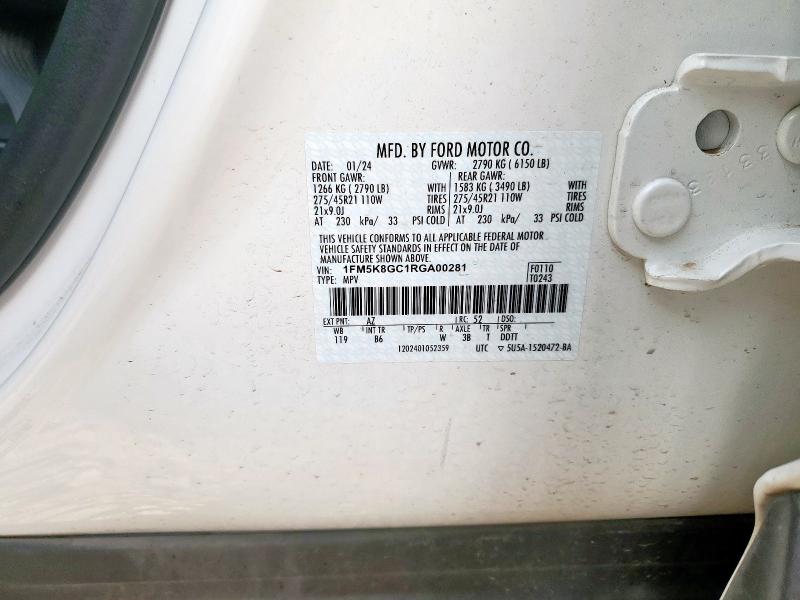 MFD. BY FORD MOTOR CO.
DATE: 01/24 GVWR: 2790 KG ( 6150 LB)
FRONT GAWR: REAR GAWR:
1266 KG ( 2790 LB) WITH 1583 KG ( 3490 LB) WITH
275/45R21 110W TIRES 275/45R21 110W TIRES
21x9.0J RIMS 21x9.0J RIMS
AT 230 kPa/ 33 PSI COLD AT 230 kPa/ 33 PSI COLD
THIS VEHICLE CONFORMS TO ALL APPLICABLE FEDERAL MOTOR
VEHICLE SAFETY STANDARDS IN EFFECT ON THE DATE OF
MANUFACTURE SHOWN ABOVE.
VIN: 1FM5K8GC1RGA00281 F0110
TYPE: MPV T0243
EXT PNT: AZ RC: 52 DSO:
WB INT TR TP/PS R AXLE TR SPR
119 B6 W 3B T DDTT
1202401052359 UTC ▽ 5U5A-1520472-BA
3313